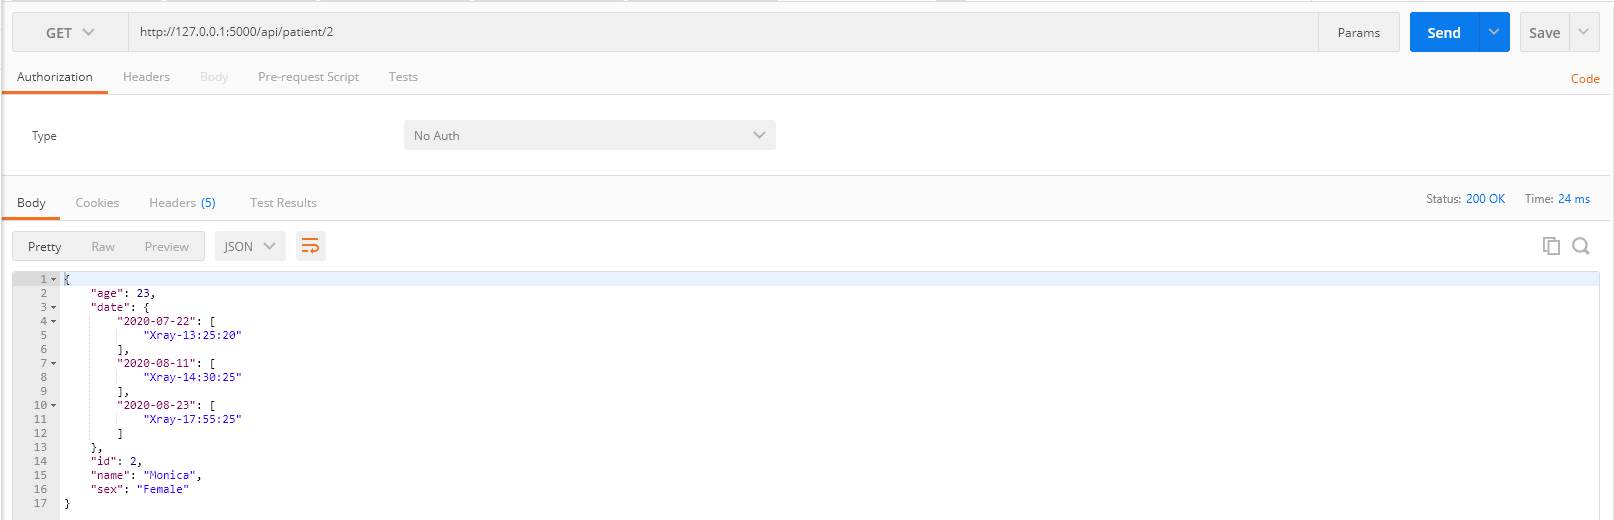 GET http://127.0.0.1:5000/api/patient/2 Params Send Save
Authorization Headers Body Pre-request Script Tests Code
Type No Auth
Body Cookies Headers (5) Test Results Status: 200 OK Time: 24 ms
Pretty Raw Preview JSON
1 {
2 "age": 23,
3 "date": {
4 "2020-07-22": [
5 "Xray-13:25:20"
6 ],
7 "2020-08-11": [
8 "Xray-14:30:25"
9 ],
10 "2020-08-23": [
11 "Xray-17:55:25"
12 ]
13 },
14 "id": 2,
15 "name": "Monica",
16 "sex": "Female"
17 }